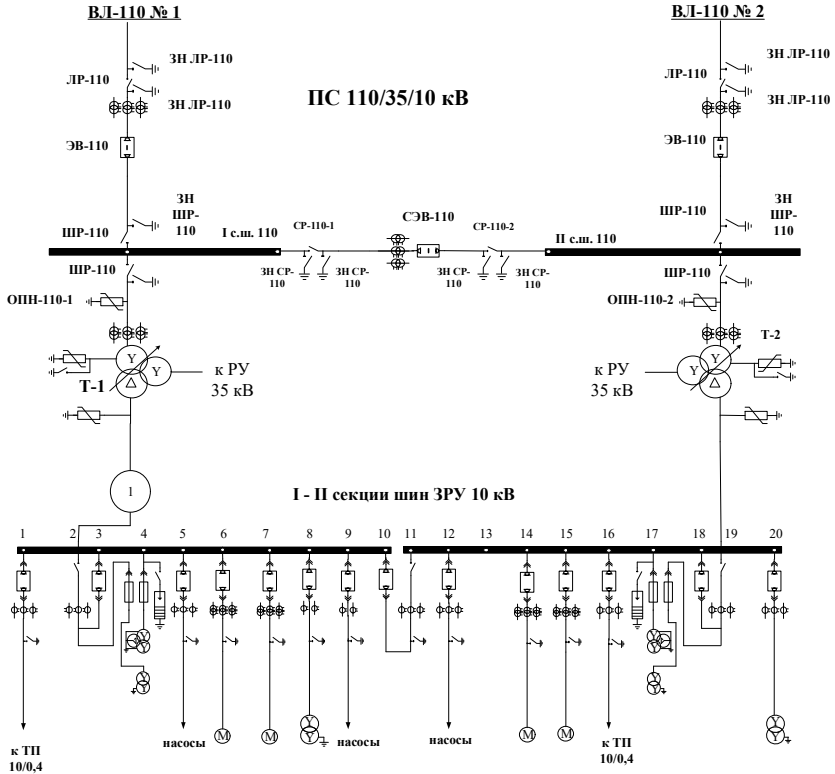 ВЛ-110 № 1
ВЛ-110 № 2
ЗН ЛР-110
ЗН ЛР-110
ЛР-110
ЛР-110
ПС 110/35/10 кВ
ЗН ЛР-110
ЗН ЛР-110
ЭВ-110
ЭВ-110
ЗН
ШР-
110
ЗН
ШР-
110
ШР-110
I с.ш. 110
СР-110-1
СЭВ-110
СР-110-2
ШР-110
II с.ш. 110
ШР-110
ЗН СР-
110
ЗН СР-
110
ЗН СР-
110
ЗН СР-
110
ШР-110
ОПН-110-1
ОПН-110-2
Т-2
Y
Y
Δ
Т-1
к РУ
35 кВ
к РУ
35 кВ
Y
Y
Δ
1
I - II секции шин ЗРУ 10 кВ
1 2 3 4 5 6 7 8 9 10 11 12 13 14 15 16 17 18 19 20
Y
Y
Y
Y
Y
Y
Y
Y
M
M
Y
Y
M
M
Y
Y
к ТП
10/0,4
насосы
насосы
насосы
к ТП
10/0,4